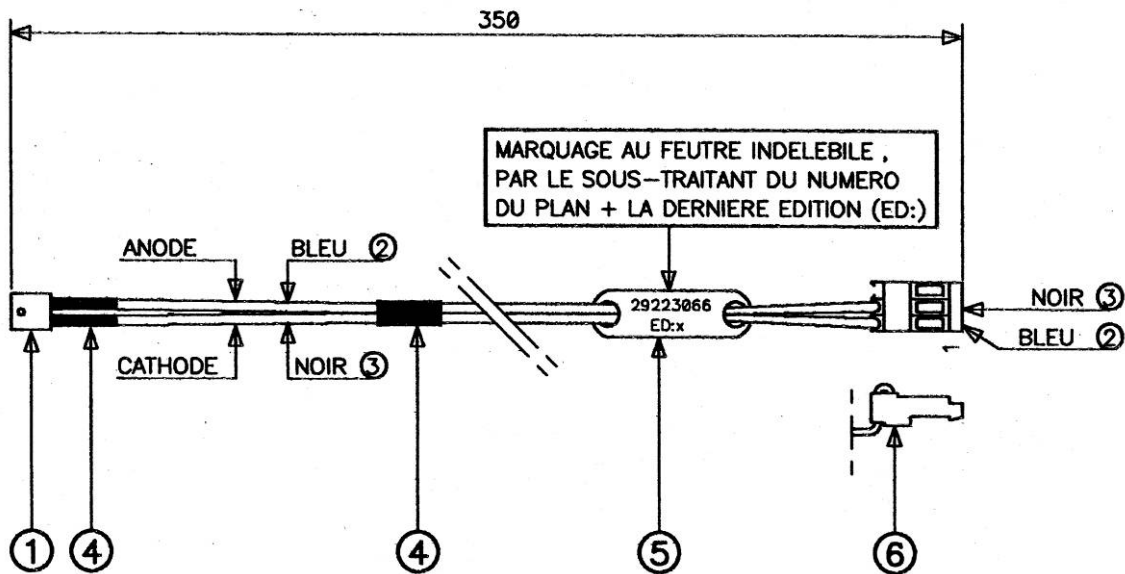 350
MARQUAGE AU FEUTRE INDELEBILE ,
PAR LE SOUS-TRAITANT DU NUMERO
DU PLAN + LA DERNIERE EDITION (ED:)
ANODE
BLEU ②
29223066
ED:x
NOIR ③
BLEU ②
1
CATHODE
NOIR ③
① ④ ④ ⑤ ⑥